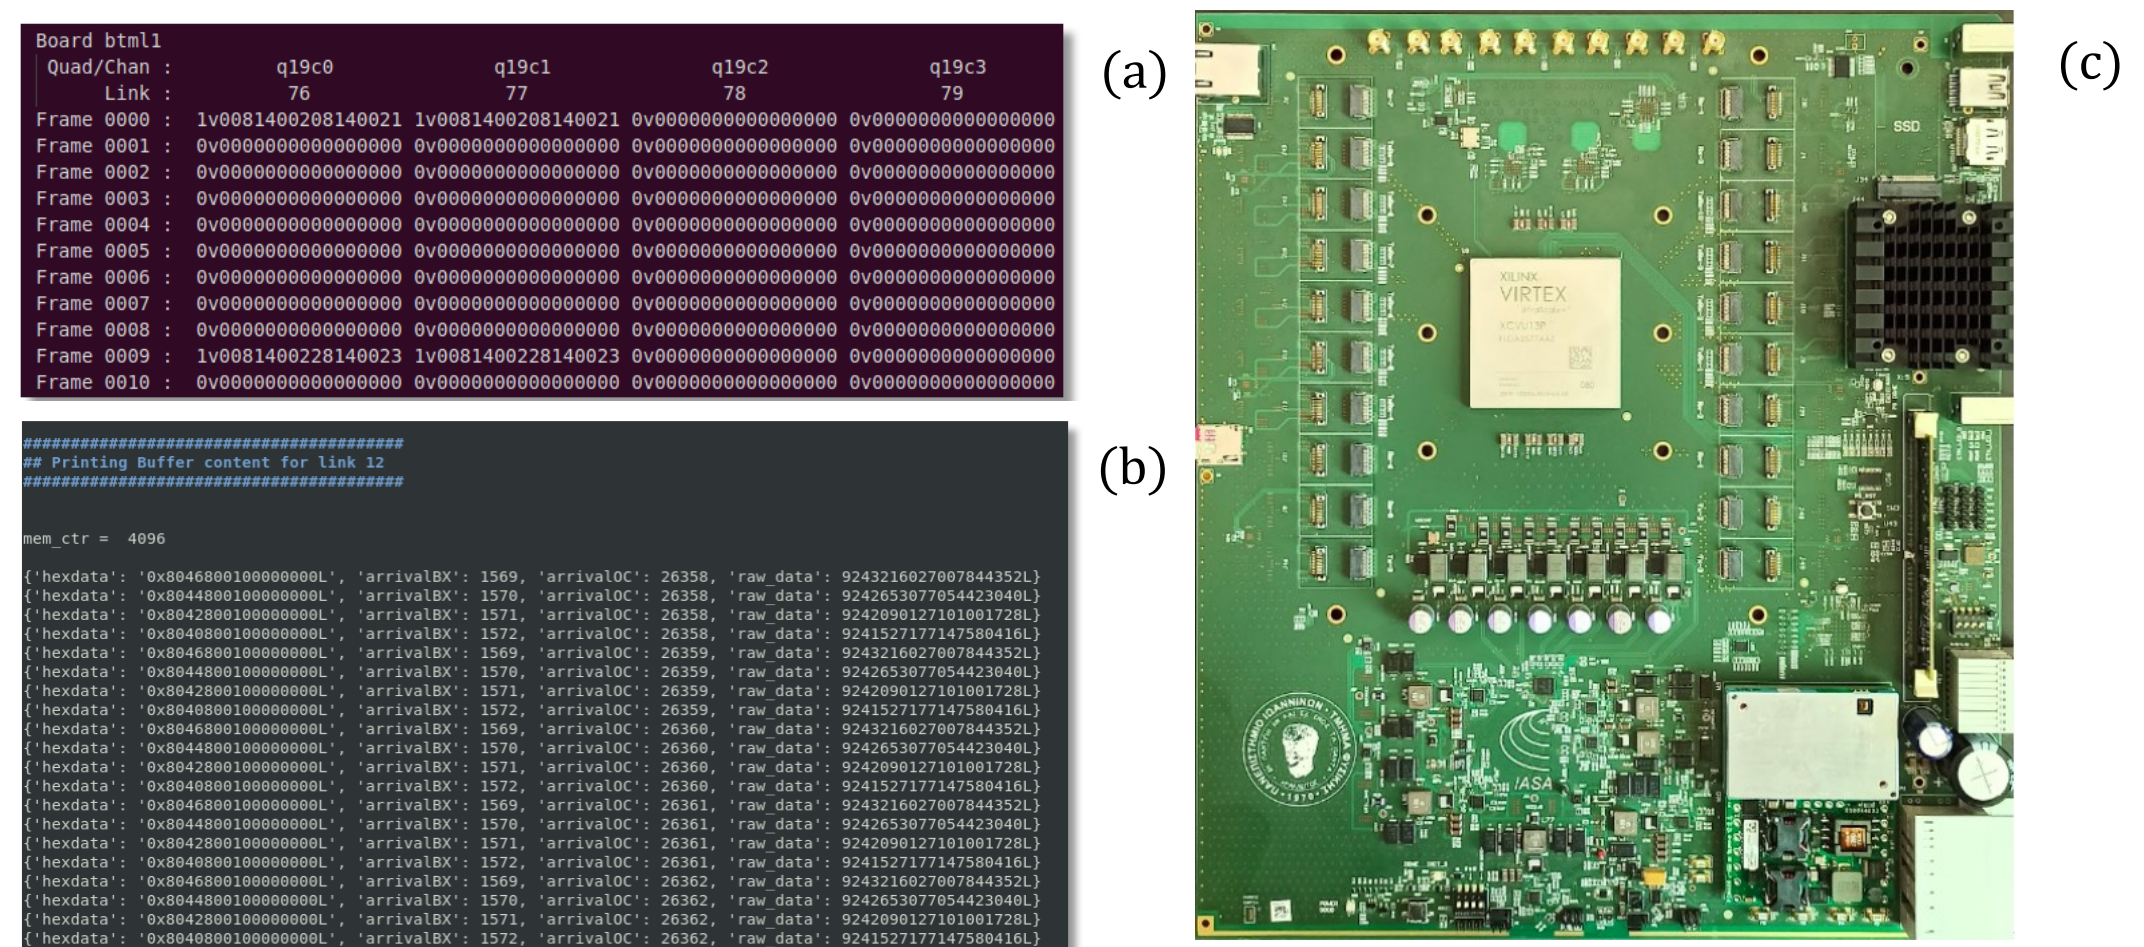 Board btml1
Quad/Chan : q19c0 q19c1 q19c2 q19c3
Link : 76 77 78 79
Frame 0000 : 1v0081400208140021 1v0081400208140021 0v0000000000000000 0v0000000000000000
Frame 0001 : 0v0000000000000000 0v0000000000000000 0v0000000000000000 0v0000000000000000
Frame 0002 : 0v0000000000000000 0v0000000000000000 0v0000000000000000 0v0000000000000000
Frame 0003 : 0v0000000000000000 0v0000000000000000 0v0000000000000000 0v0000000000000000
Frame 0004 : 0v0000000000000000 0v0000000000000000 0v0000000000000000 0v0000000000000000
Frame 0005 : 0v0000000000000000 0v0000000000000000 0v0000000000000000 0v0000000000000000
Frame 0006 : 0v0000000000000000 0v0000000000000000 0v0000000000000000 0v0000000000000000
Frame 0007 : 0v0000000000000000 0v0000000000000000 0v0000000000000000 0v0000000000000000
Frame 0008 : 0v0000000000000000 0v0000000000000000 0v0000000000000000 0v0000000000000000
Frame 0009 : 1v0081400228140023 1v0081400228140023 0v0000000000000000 0v0000000000000000
Frame 0010 : 0v0000000000000000 0v0000000000000000 0v0000000000000000 0v0000000000000000
(a)
########################################
## Printing Buffer content for link 12
########################################
mem_ctr = 4096
{'hexdata': '0x8046800100000000L', 'arrivalBX': 1569, 'arrivalOC': 26358, 'raw_data': 9243216027007844352L}
{'hexdata': '0x8044800100000000L', 'arrivalBX': 1570, 'arrivalOC': 26358, 'raw_data': 9242653077054423040L}
{'hexdata': '0x8042800100000000L', 'arrivalBX': 1571, 'arrivalOC': 26358, 'raw_data': 9242090127101001728L}
{'hexdata': '0x8040800100000000L', 'arrivalBX': 1572, 'arrivalOC': 26358, 'raw_data': 9241527177147580416L}
{'hexdata': '0x8046800100000000L', 'arrivalBX': 1569, 'arrivalOC': 26359, 'raw_data': 9243216027007844352L}
{'hexdata': '0x8044800100000000L', 'arrivalBX': 1570, 'arrivalOC': 26359, 'raw_data': 9242653077054423040L}
{'hexdata': '0x8042800100000000L', 'arrivalBX': 1571, 'arrivalOC': 26359, 'raw_data': 9242090127101001728L}
{'hexdata': '0x8040800100000000L', 'arrivalBX': 1572, 'arrivalOC': 26359, 'raw_data': 9241527177147580416L}
{'hexdata': '0x8046800100000000L', 'arrivalBX': 1569, 'arrivalOC': 26360, 'raw_data': 9243216027007844352L}
{'hexdata': '0x8044800100000000L', 'arrivalBX': 1570, 'arrivalOC': 26360, 'raw_data': 9242653077054423040L}
{'hexdata': '0x8042800100000000L', 'arrivalBX': 1571, 'arrivalOC': 26360, 'raw_data': 9242090127101001728L}
{'hexdata': '0x8040800100000000L', 'arrivalBX': 1572, 'arrivalOC': 26360, 'raw_data': 9241527177147580416L}
{'hexdata': '0x8046800100000000L', 'arrivalBX': 1569, 'arrivalOC': 26361, 'raw_data': 9243216027007844352L}
{'hexdata': '0x8044800100000000L', 'arrivalBX': 1570, 'arrivalOC': 26361, 'raw_data': 9242653077054423040L}
{'hexdata': '0x8042800100000000L', 'arrivalBX': 1571, 'arrivalOC': 26361, 'raw_data': 9242090127101001728L}
{'hexdata': '0x8040800100000000L', 'arrivalBX': 1572, 'arrivalOC': 26361, 'raw_data': 9241527177147580416L}
{'hexdata': '0x8046800100000000L', 'arrivalBX': 1569, 'arrivalOC': 26362, 'raw_data': 9243216027007844352L}
{'hexdata': '0x8044800100000000L', 'arrivalBX': 1570, 'arrivalOC': 26362, 'raw_data': 9242653077054423040L}
{'hexdata': '0x8042800100000000L', 'arrivalBX': 1571, 'arrivalOC': 26362, 'raw_data': 9242090127101001728L}
{'hexdata': '0x8040800100000000L', 'arrivalBX': 1572, 'arrivalOC': 26362, 'raw_data': 9241527177147580416L}
(b)
(c)
SSD
XILINX
VIRTEX
XCVU13P
ΠΑΝΕΠΙΣΤΗΜΙΟ ΙΩΑΝΝΙΝΩΝ · ΤΜΗΜΑ ΦΥΣΙΚΗΣ
IASA